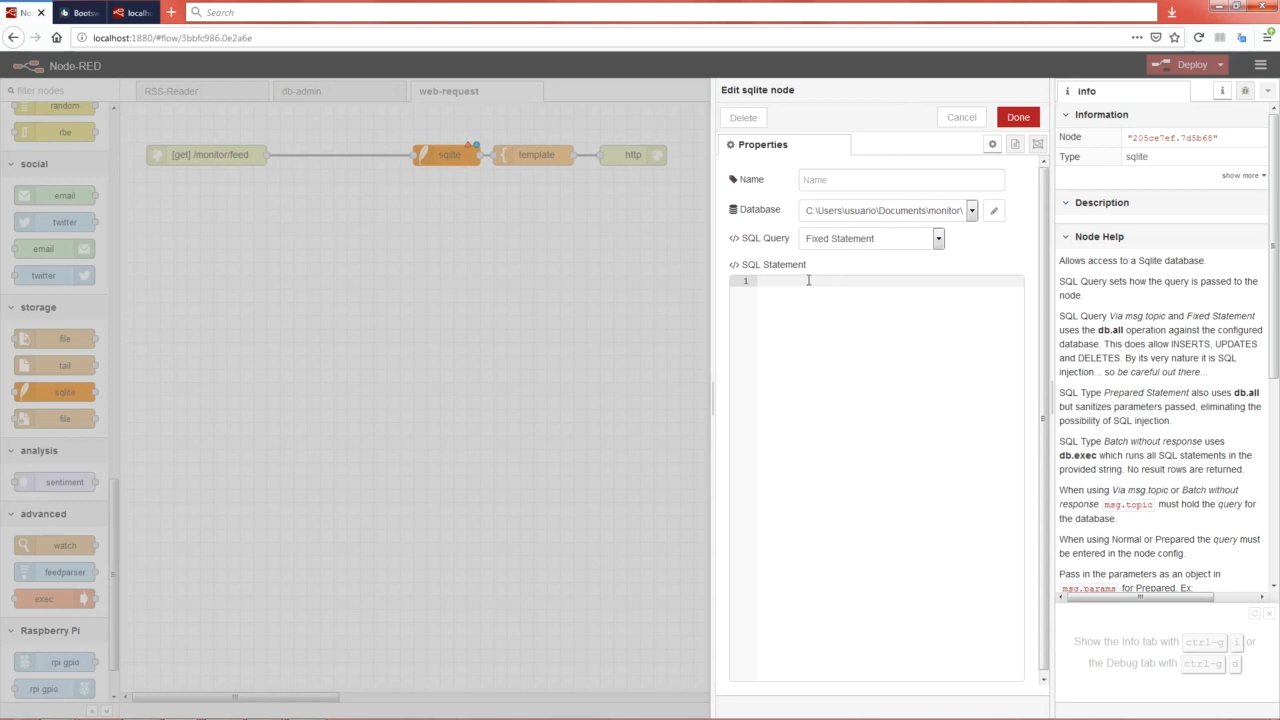 No
Bootsw
localho
Search
localhost:1880/#flow/3bbfc986.0e2a6e
Node-RED
Deploy
filter nodes
RSS-Reader
db-admin
web-request
Edit sqlite node
info
Information
Delete
Cancel
Done
Node
"205ce7ef.7d5b68"
Type
sqlite
show more
Properties
random
rbe
social
email
twitter
email
twitter
storage
file
tail
sqlite
file
analysis
sentiment
advanced
watch
feedparser
exec
Raspberry Pi
rpi gpio
rpi gpio
[get] /monitor/feed
sqlite
template
http
Name
Name
Database
C:\Users\usuario\Documents\monitor\
SQL Query
Fixed Statement
SQL Statement
1
Description
Node Help
Allows access to a Sqlite database.
SQL Query sets how the query is passed to the
node.
SQL Query Via msg.topic and Fixed Statement
uses the db.all operation against the configured
database. This does allow INSERTS, UPDATES
and DELETES. By its very nature it is SQL
injection... so be careful out there...
SQL Type Prepared Statement also uses db.all
but sanitizes parameters passed, eliminating the
possibility of SQL injection.
SQL Type Batch without response uses
db.exec which runs all SQL statements in the
provided string. No result rows are returned.
When using Via msg.topic or Batch without
response msg.topic must hold the query for
the database.
When using Normal or Prepared the query must
be entered in the node config.
Pass in the parameters as an object in
msg.params for Prepared. Ex:
Show the Info tab with ctrl-g i or
the Debug tab with ctrl-g d